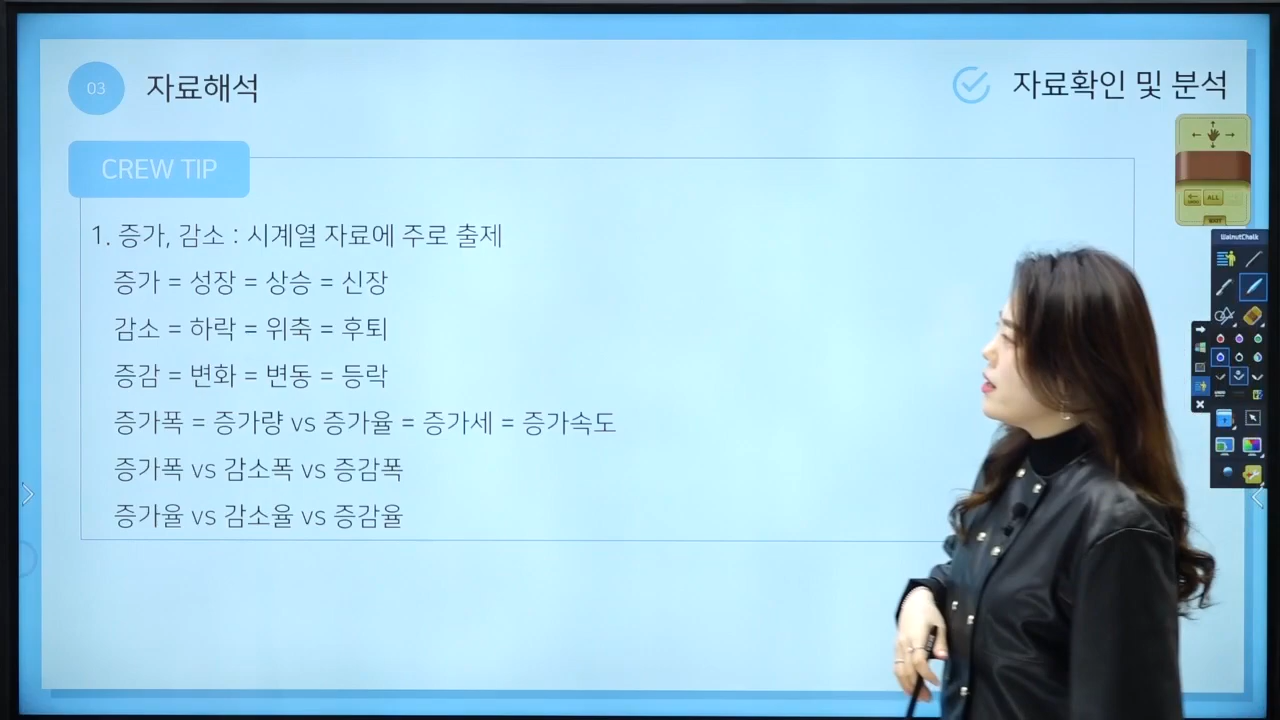 03
자료해석
자료확인 및 분석
CREW TIP
1. 증가, 감소 : 시계열 자료에 주로 출제
증가 = 성장 = 상승 = 신장
감소 = 하락 = 위축 = 후퇴
증감 = 변화 = 변동 = 등락
증가폭 = 증가량 vs 증가율 = 증가세 = 증가속도
증가폭 vs 감소폭 vs 증감폭
증가율 vs 감소율 vs 증감율
ALL
WalnutChalk